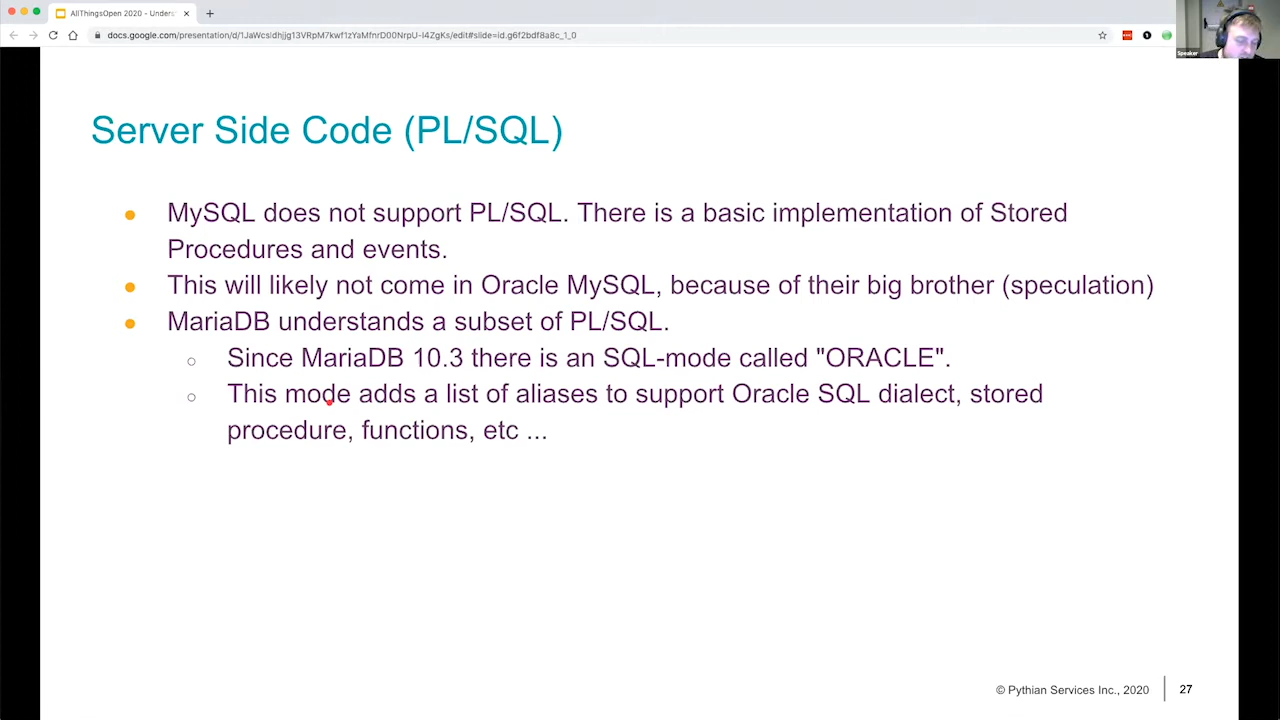 AllThingsOpen 2020 - Unders
docs.google.com/presentation/d/1JaWcsidhjjg13VRpM7kwf1zYaMfnrD00NrpU-I4ZgKs/edit#slide=id.g6f2bdf8a8c_1_0
Speaker
Server Side Code (PL/SQL)
● MySQL does not support PL/SQL. There is a basic implementation of Stored
Procedures and events.
● This will likely not come in Oracle MySQL, because of their big brother (speculation)
● MariaDB understands a subset of PL/SQL.
○ Since MariaDB 10.3 there is an SQL-mode called "ORACLE".
○ This mode adds a list of aliases to support Oracle SQL dialect, stored
procedure, functions, etc ...
© Pythian Services Inc., 2020
27